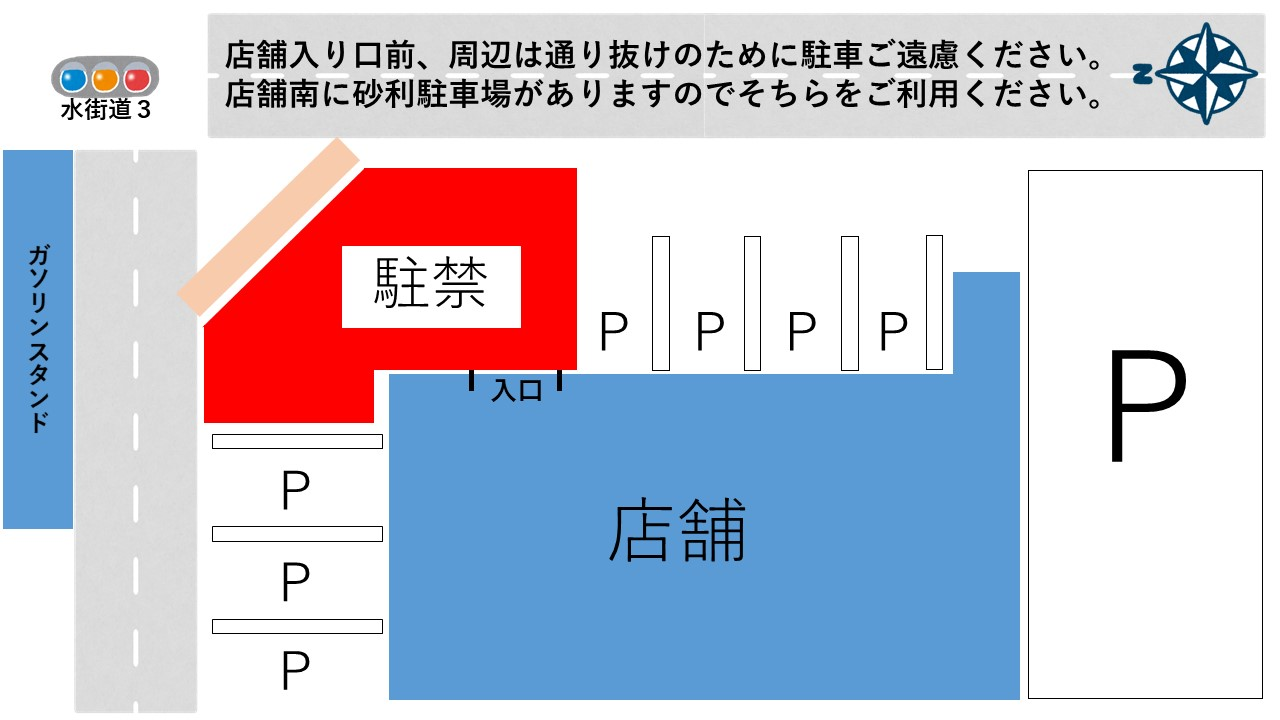 店舗入り口前、周辺は通り抜けのために駐車ご遠慮ください。
店舗南に砂利駐車場がありますのでそちらをご利用ください。
N
水街道３
ガソリンスタンド
駐禁
P
P
P
P
P
入口
店舗
P
P
P